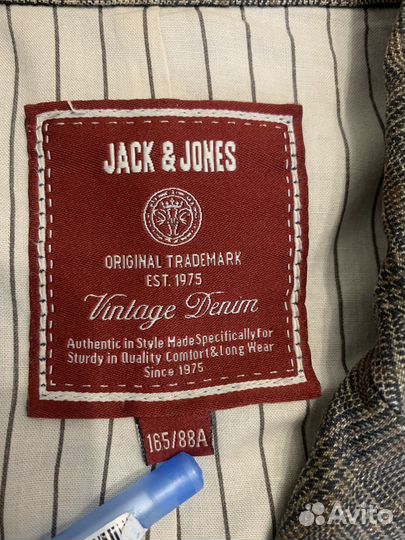 JACK & JONES
ORIGINAL TRADEMARK
EST. 1975
Vintage Denim
Authentic in Style Made Specifically for
Sturdy in Quality Comfort & Long Wear
Since 1975
165/88A
Avito